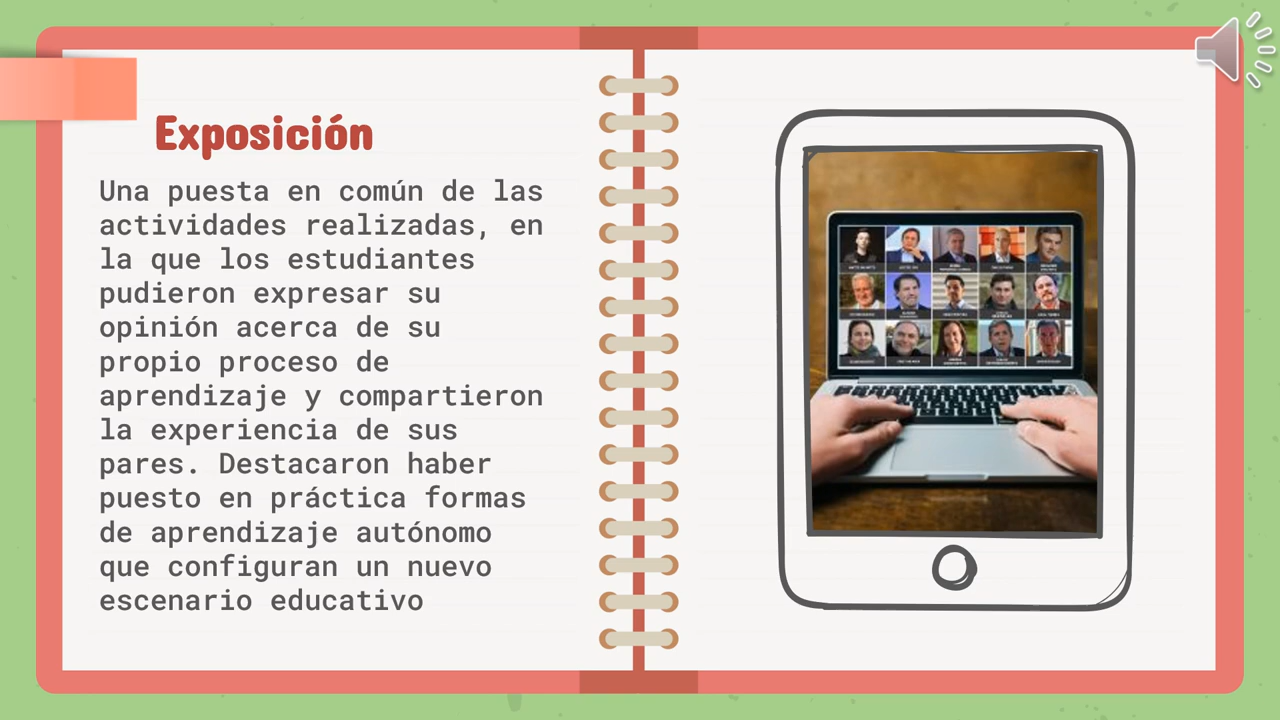 Exposición
Una puesta en común de las
actividades realizadas, en
la que los estudiantes
pudieron expresar su
opinión acerca de su
propio proceso de
aprendizaje y compartieron
la experiencia de sus
pares. Destacaron haber
puesto en práctica formas
de aprendizaje autónomo
que configuran un nuevo
escenario educativo